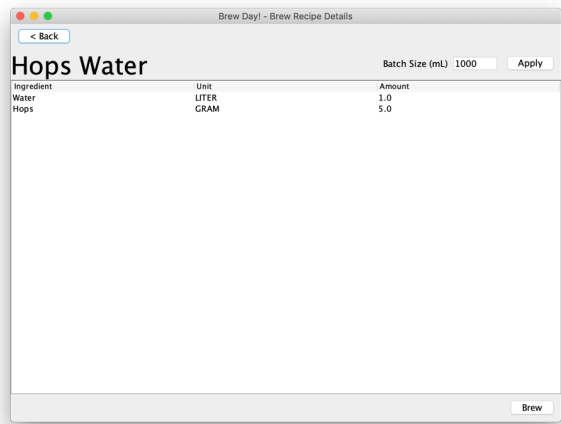 Brew Day! - Brew Recipe Details
< Back
Hops Water
Batch Size (mL) 1000 Apply
Ingredient Unit Amount
Water LITER 1.0
Hops GRAM 5.0
Brew